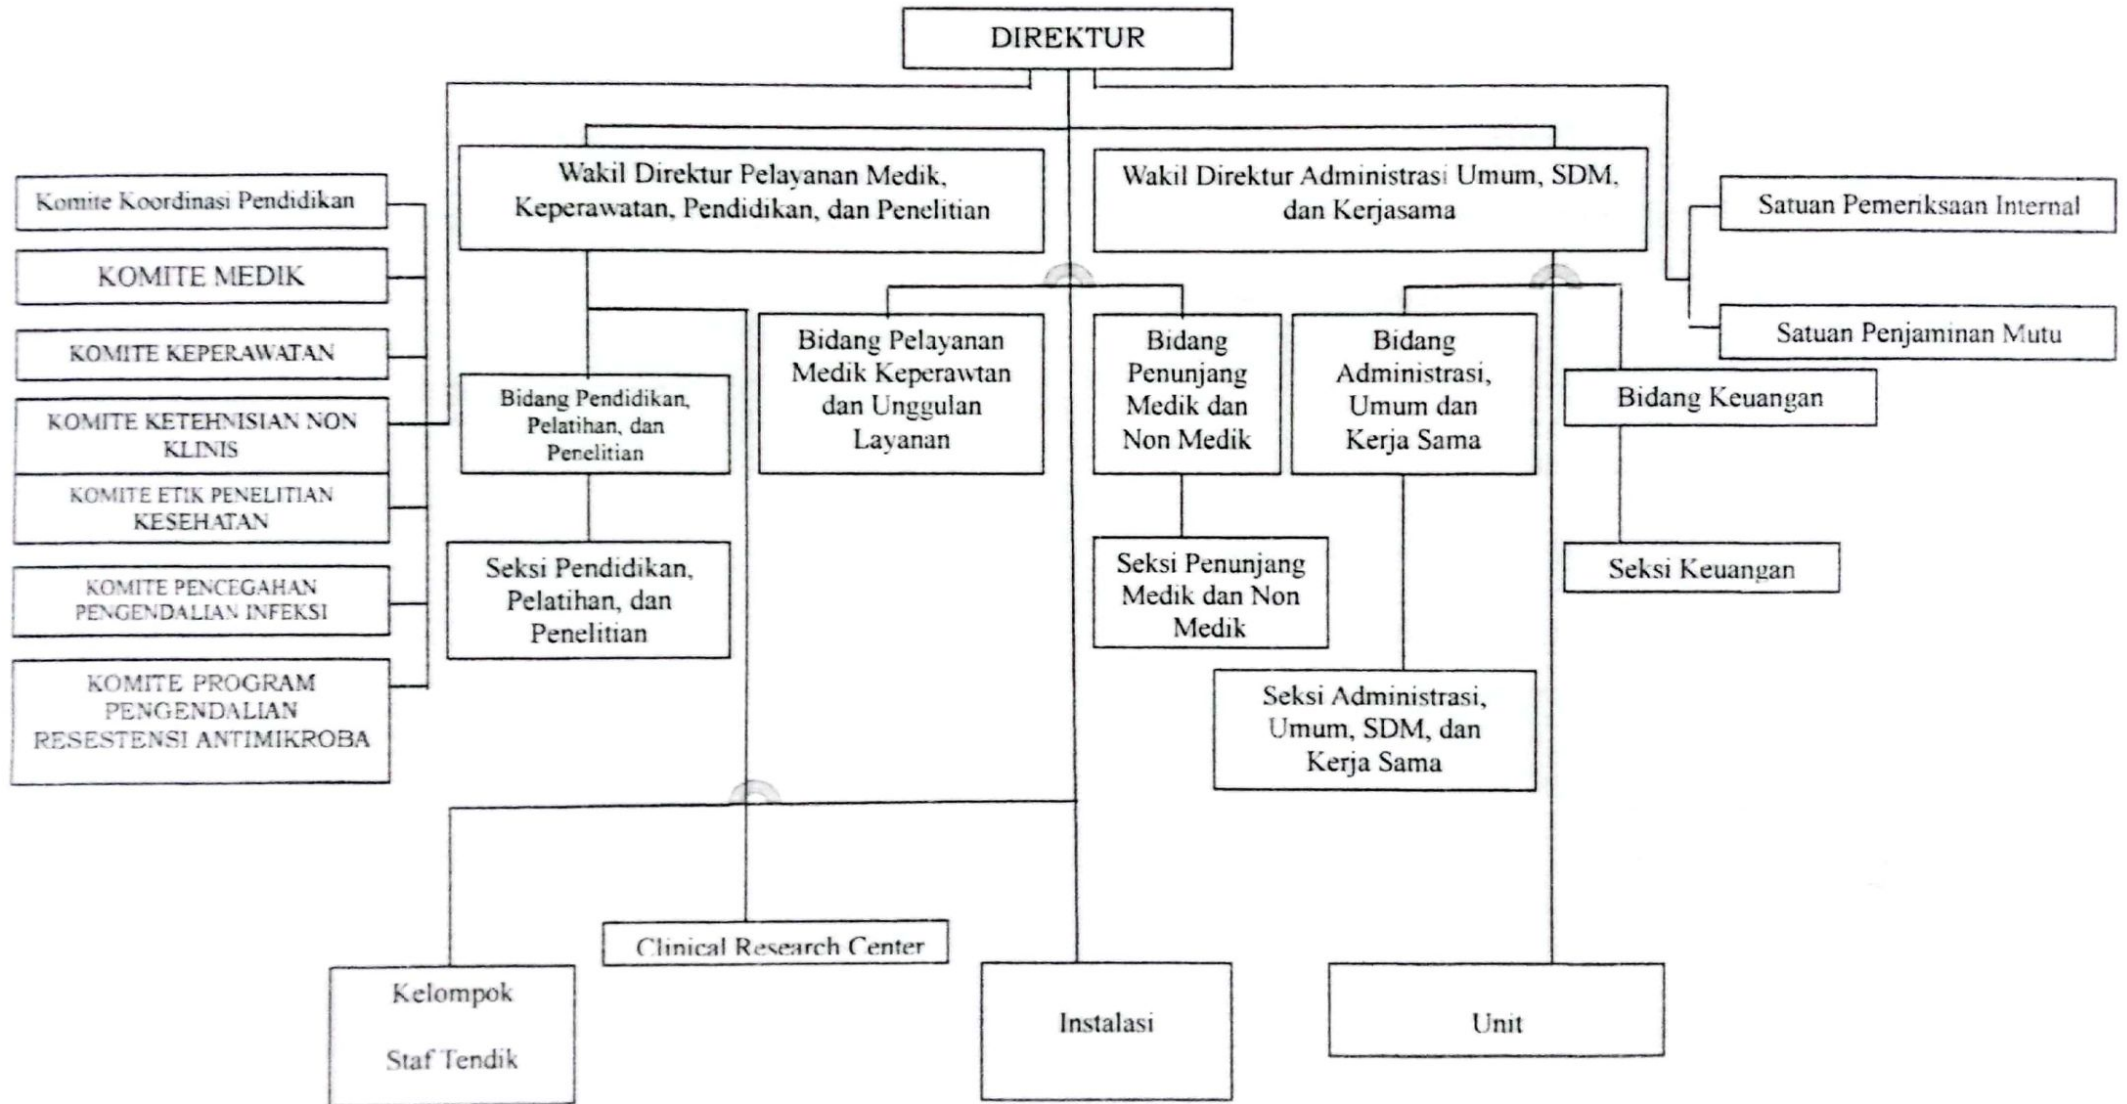 DIREKTUR
Wakil Direktur Pelayanan Medik,
Keperawatan, Pendidikan, dan Penelitian
Wakil Direktur Administrasi Umum, SDM,
dan Kerjasama
Komite Koordinasi Pendidikan
KOMITE MEDIK
KOMITE KEPERAWATAN
KOMITE KETEHNISIAN NON
KLINIS
KOMITE ETIK PENELITIAN
KESEHATAN
KOMITE PENCEGAHAN
PENGENDALIAN INFEKSI
KOMITE PROGRAM
PENGENDALIAN
RESESTENSI ANTIMIKROBA
Satuan Pemeriksaan Internal
Satuan Penjaminan Mutu
Bidang Pendidikan,
Pelatihan, dan
Penelitian
Bidang Pelayanan
Medik Keperawtan
dan Unggulan
Layanan
Bidang
Penunjang
Medik dan
Non Medik
Bidang
Administrasi,
Umum dan
Kerja Sama
Bidang Keuangan
Seksi Pendidikan,
Pelatihan, dan
Penelitian
Seksi Penunjang
Medik dan Non
Medik
Seksi Keuangan
Seksi Administrasi,
Umum, SDM, dan
Kerja Sama
Clinical Research Center
Kelompok
Staf Tendik
Instalasi
Unit